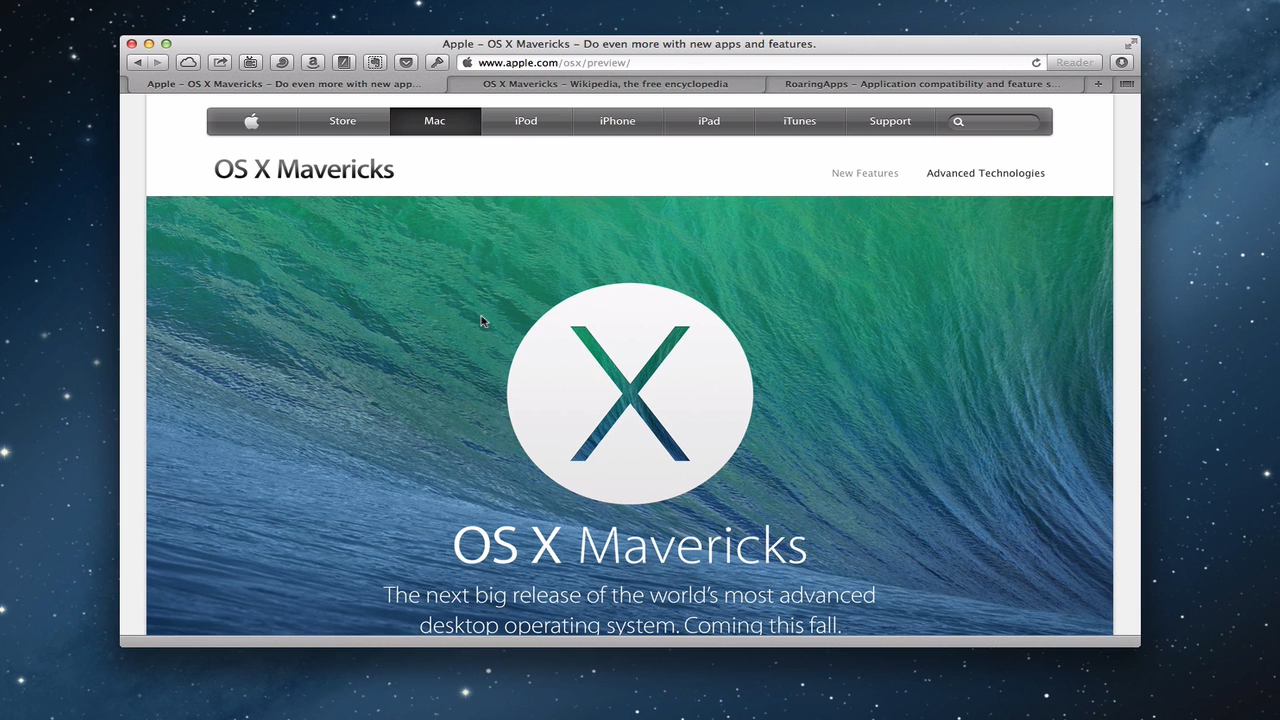 Apple – OS X Mavericks – Do even more with new apps and features.
www.apple.com/osx/preview/
Reader
Apple – OS X Mavericks – Do even more with new app...
OS X Mavericks – Wikipedia, the free encyclopedia
RoaringApps – Application compatibility and feature s...
Store
Mac
iPod
iPhone
iPad
iTunes
Support
OS X Mavericks
New Features
Advanced Technologies
X
OS X Mavericks
The next big release of the world's most advanced
desktop operating system. Coming this fall.